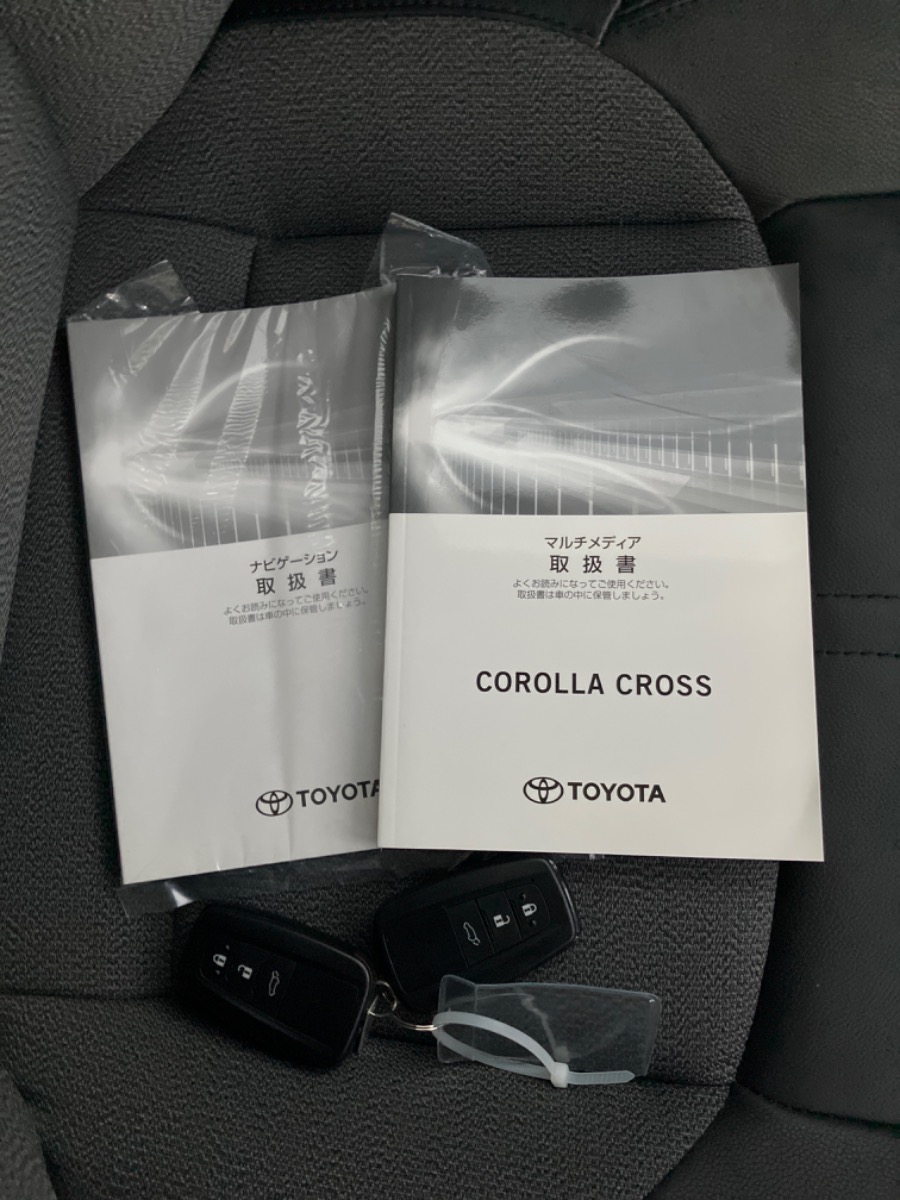 ナビゲーション
取扱書
よくお読みになってご使用ください。
取扱書は車の中に保管しましょう。
TOYOTA
マルチメディア
取扱書
よくお読みになってご使用ください。
取扱書は車の中に保管しましょう。
COROLLA CROSS
TOYOTA